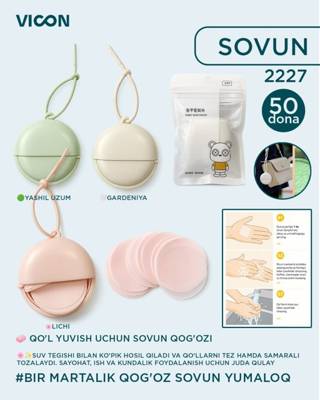 VICON
SOVUN
2227
50
dona
YASHIL UZUM
GARDENIYA
LICHI
QO'L YUVISH UCHUN SOVUN QOG'OZI
SUV TEGISHI BILAN KO'PIK HOSIL QILADI VA QO'LLARNI TEZ HAMDA SAMARALI
TOZALAYDI. SAYOHAT, ISH VA KUNDALIK FOYDALANISH UCHUN JUDA QULAY
#BIR MARTALIK QOG'OZ SOVUN YUMALOQ